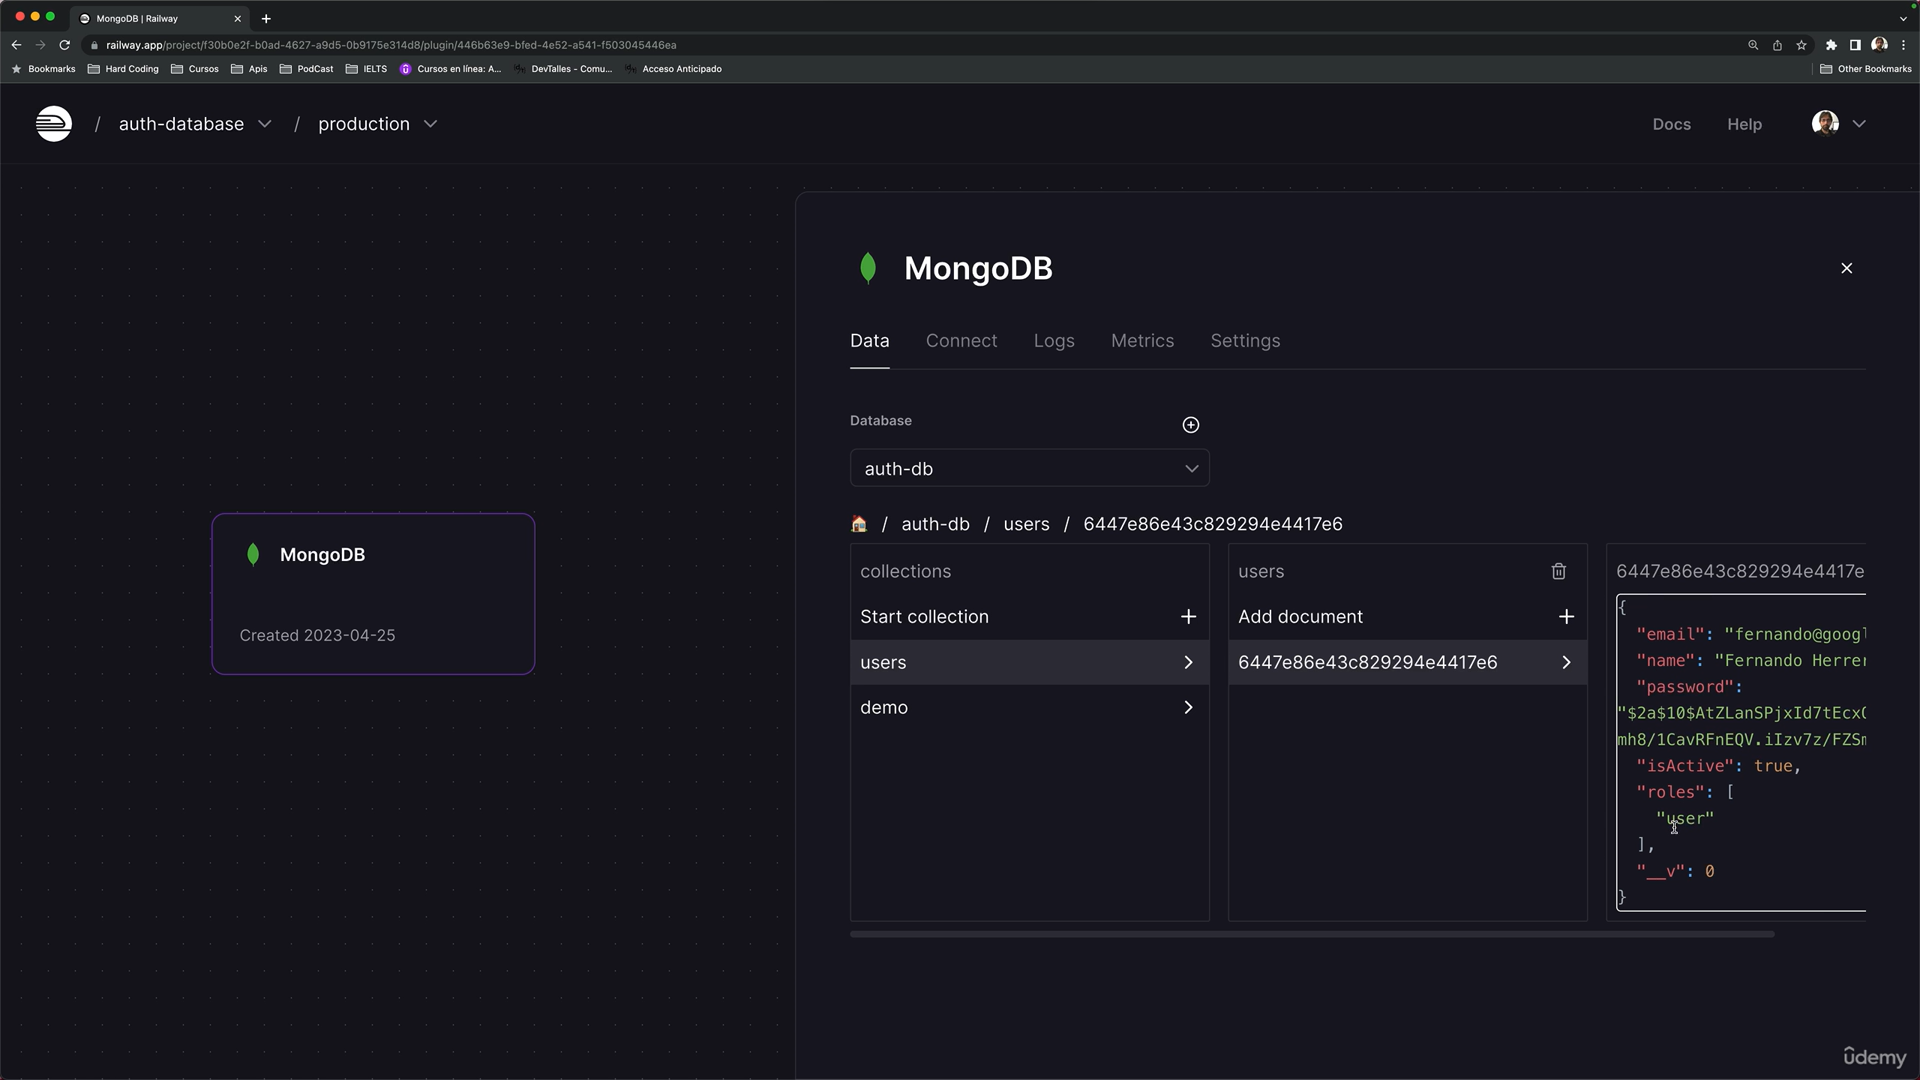 MongoDB | Railway
railway.app/project/f30b0e2f-b0ad-4627-a9d5-0b9175e314d8/plugin/446b63e9-bfed-4e52-a541-f503045446ea
Bookmarks Hard Coding Cursos Apis PodCast IELTS Cursos en línea: A... DevTalles - Comu... Acceso Anticipado Other Bookmarks
/ auth-database / production Docs Help
MongoDB
Data Connect Logs Metrics Settings
Database
auth-db
/ auth-db / users / 6447e86e43c829294e4417e6
collections
Start collection
users
demo
users
Add document
6447e86e43c829294e4417e6
6447e86e43c829294e4417e
{
"email": "fernando@googl
"name": "Fernando Herrer
"password":
"$2a$10$AtZLanSPjxId7tEcx
mh8/1CavRFnEQV.iIzv7z/FZSm
"isActive": true,
"roles": [
"user"
],
"__v": 0
}
MongoDB
Created 2023-04-25
ûdemy